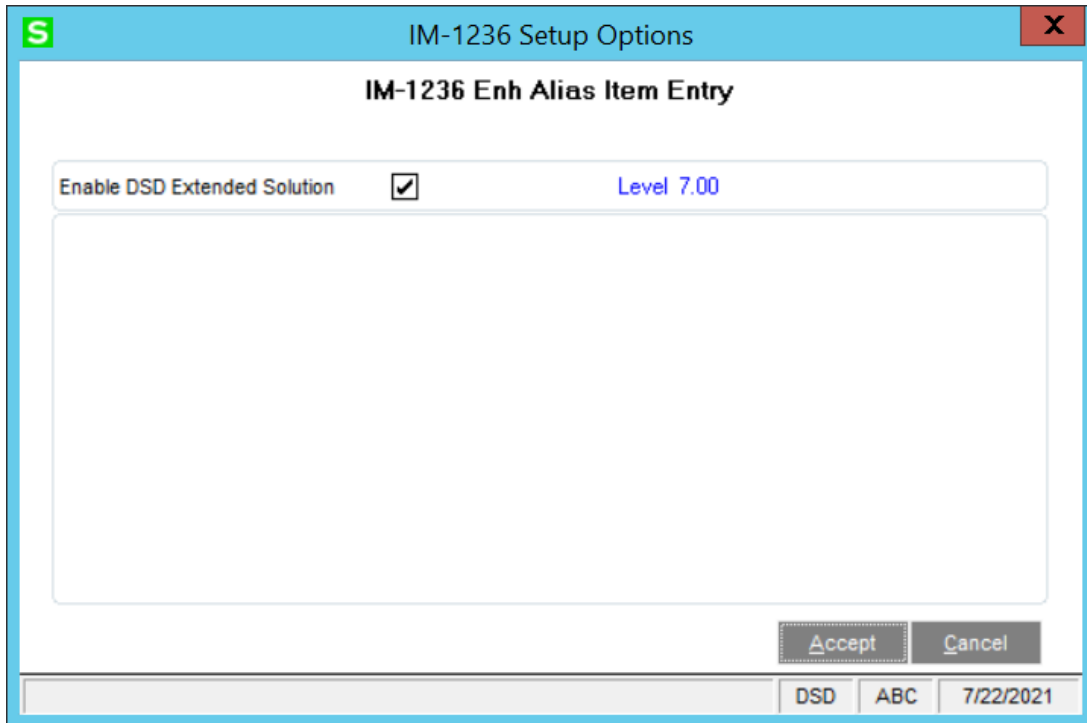 S IM-1236 Setup Options X
IM-1236 Enh Alias Item Entry
Enable DSD Extended Solution Level 7.00
Accept Cancel
DSD ABC 7/22/2021